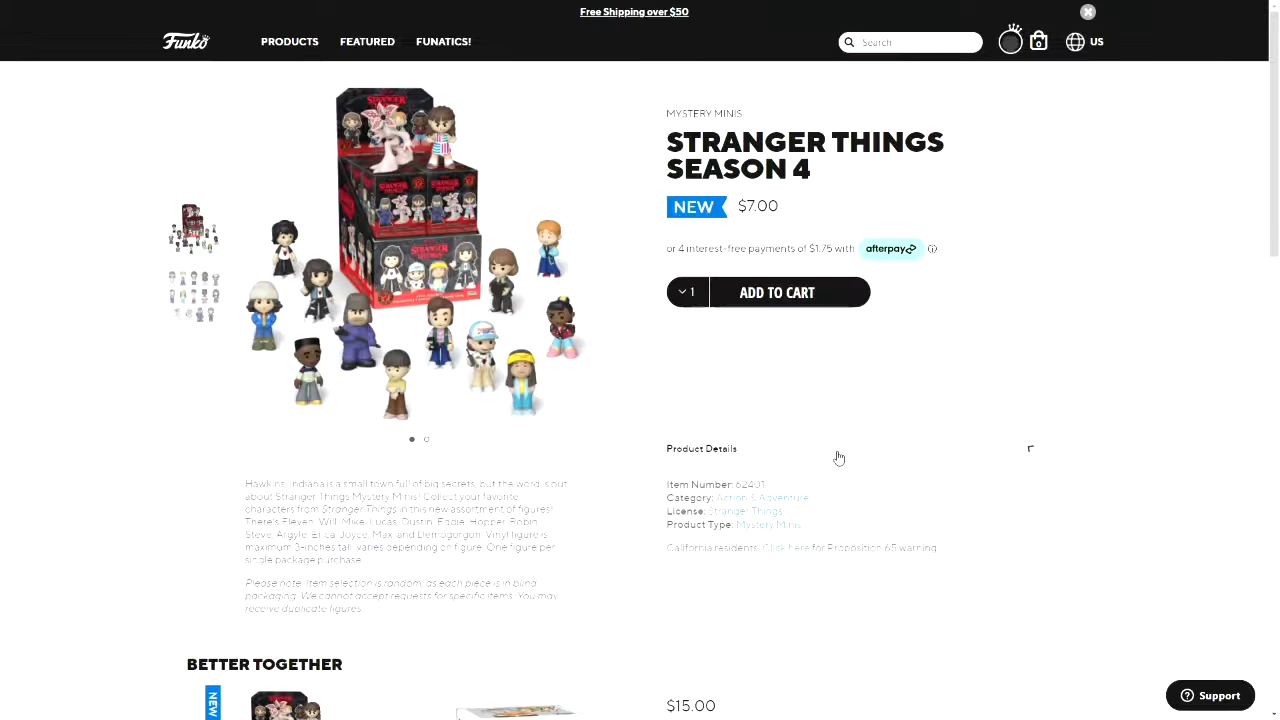 Free Shipping over $50
Funko
PRODUCTS
FEATURED
FUNATICS!
Search
0
US
MYSTERY MINIS
STRANGER THINGS
SEASON 4
NEW
$7.00
or 4 interest-free payments of $1.75 with afterpay
1
ADD TO CART
STRANGER
STRANGER
Product Details
Item Number: 62401
Category: Action & Adventure
License: Stranger Things
Product Type: Mystery Minis
California residents: Click here for Proposition 65 warning
Hawkins, Indiana is a small town full of big secrets, but the world is out
about Stranger Things Mystery Minis! Collect your favorite
characters from Stranger Things in this new assortment of figures!
There's Eleven, Will, Mike, Lucas, Dustin, Eddie, Hopper, Robin,
Steve, Argyle, Erica, Joyce, Max, and Demogorgon. Vinyl figure is
maximum 3-inches tall, varies depending on figure. One figure per
single package purchase.
Please note: Item selection is random, as each piece is in blind
packaging. We cannot accept requests for specific items. You may
receive duplicate figures.
BETTER TOGETHER
NEW
$15.00
Support